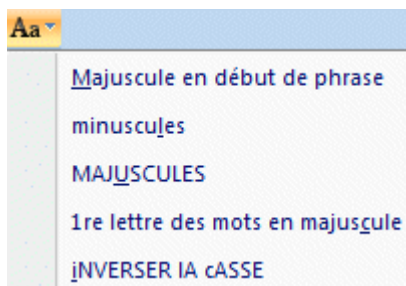 Aa
Majuscule en début de phrase
minuscules
MAJUSCULES
1re lettre des mots en majuscule
iNVERSER lA cASSE